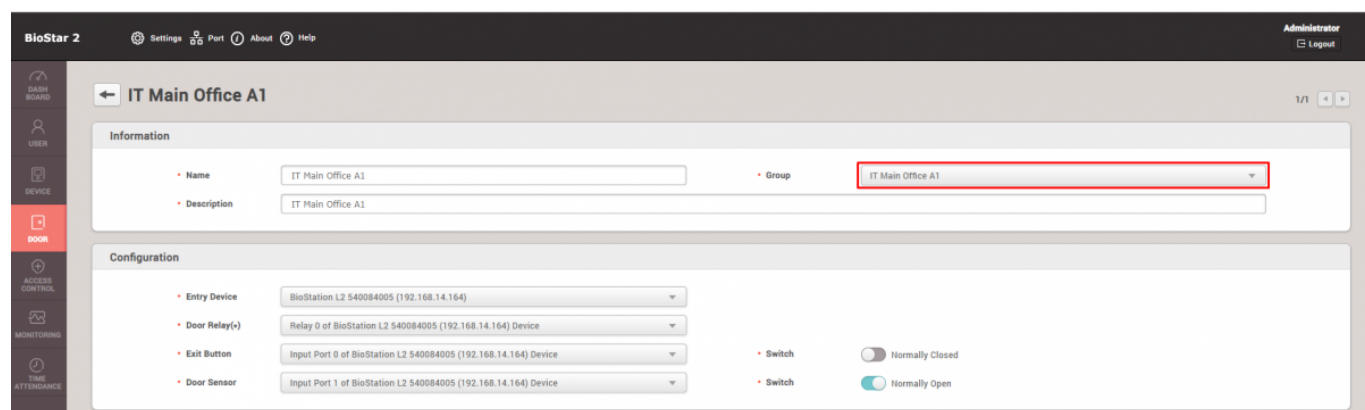 BioStar 2 Settings Port About Help Administrator
Logout
DASH
BOARD
IT Main Office A1 1/1
USER
Information
DEVICE
Name IT Main Office A1 Group IT Main Office A1
Description IT Main Office A1
DOOR
Configuration
ACCESS
CONTROL
Entry Device BioStation L2 540084005 (192.168.14.164)
MONITORING
Door Relay(*) Relay 0 of BioStation L2 540084005 (192.168.14.164) Device
Exit Button Input Port 0 of BioStation L2 540084005 (192.168.14.164) Device Switch Normally Closed
TIME
ATTENDANCE
Door Sensor Input Port 1 of BioStation L2 540084005 (192.168.14.164) Device Switch Normally Open